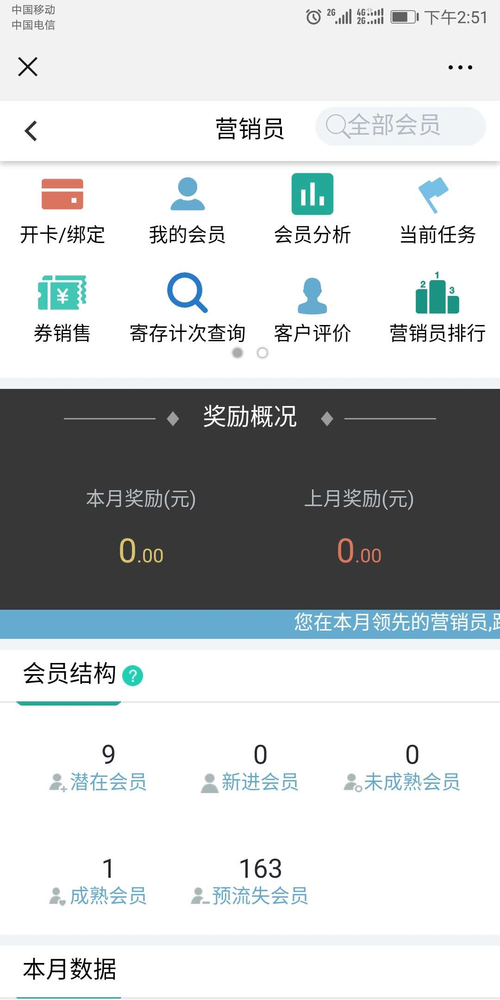 中国移动
中国电信
2G 4G 2G 下午2:51
营销员 全部会员
开卡/绑定 我的会员 会员分析 当前任务
¥ 1 2 3
券销售 寄存计次查询 客户评价 营销员排行
奖励概况
本月奖励(元) 上月奖励(元)
0.00 0.00
您在本月领先的营销员,
会员结构 ?
9 0 0
潜在会员 新进会员 未成熟会员
1 163
成熟会员 预流失会员
本月数据